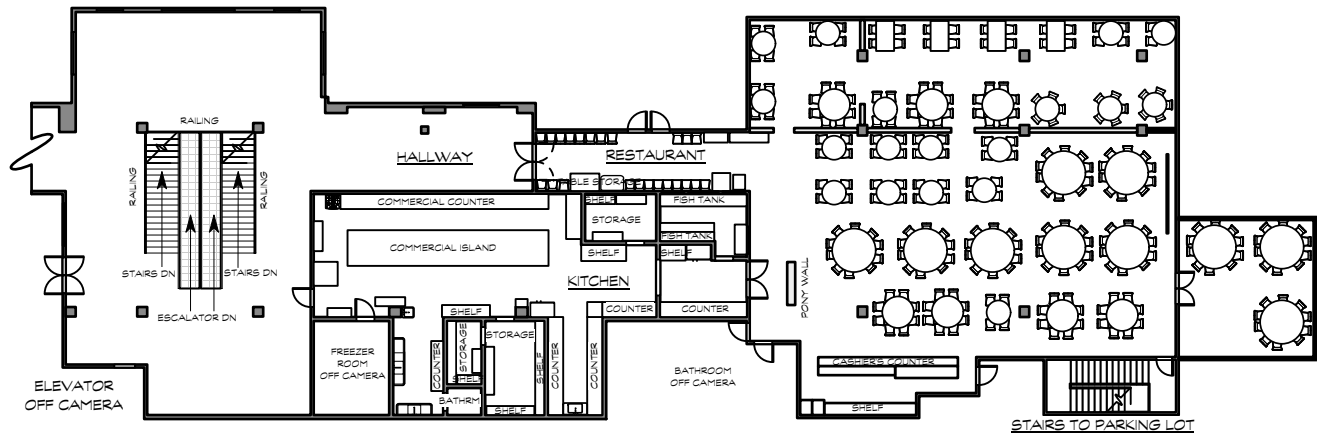 RAILING
RAILING
RAILING
STAIRS DN
STAIRS DN
ESCALATOR DN
ELEVATOR
OFF CAMERA
HALLWAY
RESTAURANT
TABLE STORAGE
COMMERCIAL COUNTER
COMMERCIAL ISLAND
KITCHEN
SHELF
STORAGE
SHELF
FISH TANK
FISH TANK
SHELF
COUNTER
COUNTER
SHELF
FREEZER
ROOM
OFF CAMERA
COUNTER
STORAGE
SHELF
BATHRM
STORAGE
SHELF
SHELF
COUNTER
COUNTER
BATHROOM
OFF CAMERA
PONY WALL
CASHIER'S COUNTER
SHELF
STAIRS TO PARKING LOT